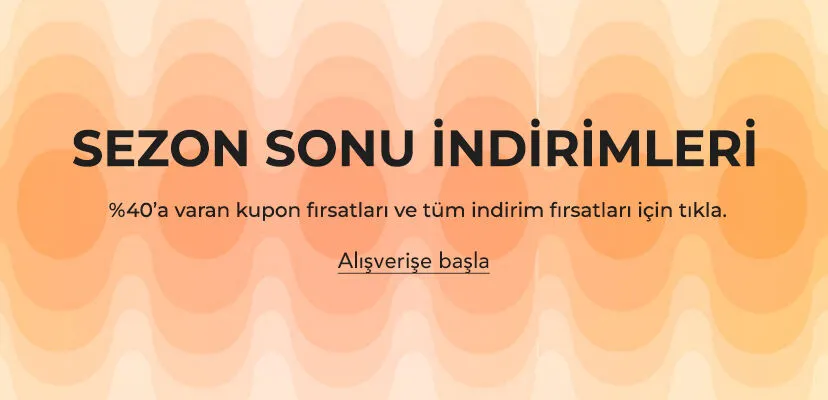 SEZON SONU İNDİRİMLERİ
%40’a varan kupon fırsatları ve tüm indirim fırsatları için tıkla.
Alışverişe başla